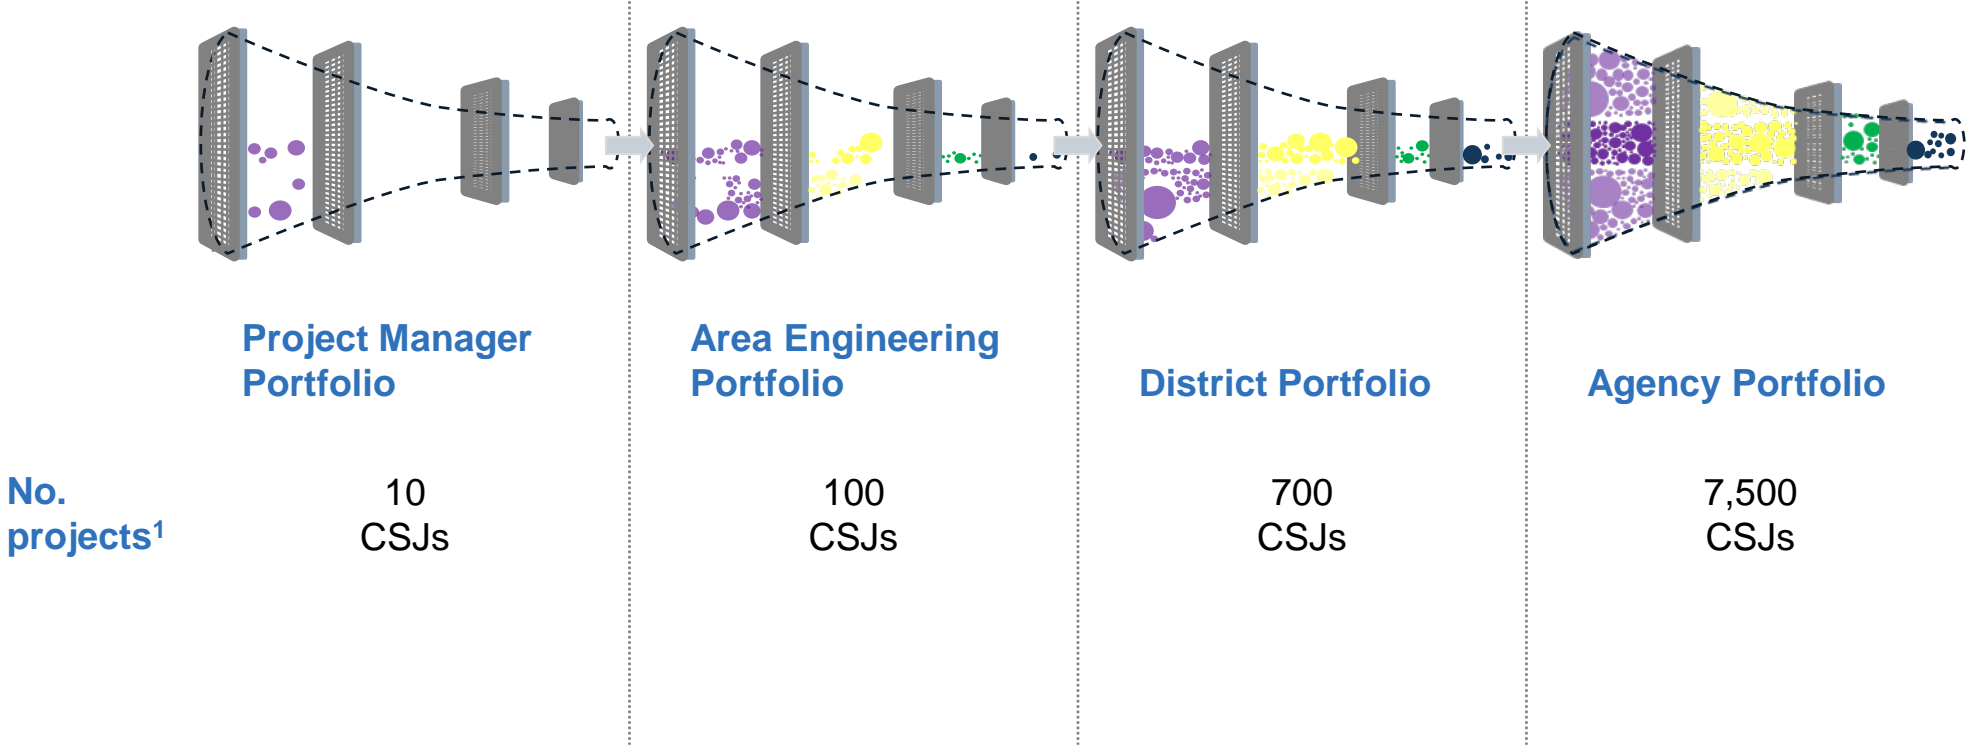 Project Manager
Portfolio
Area Engineering
Portfolio
District Portfolio
Agency Portfolio
No.
projects¹
10
CSJs
100
CSJs
700
CSJs
7,500
CSJs